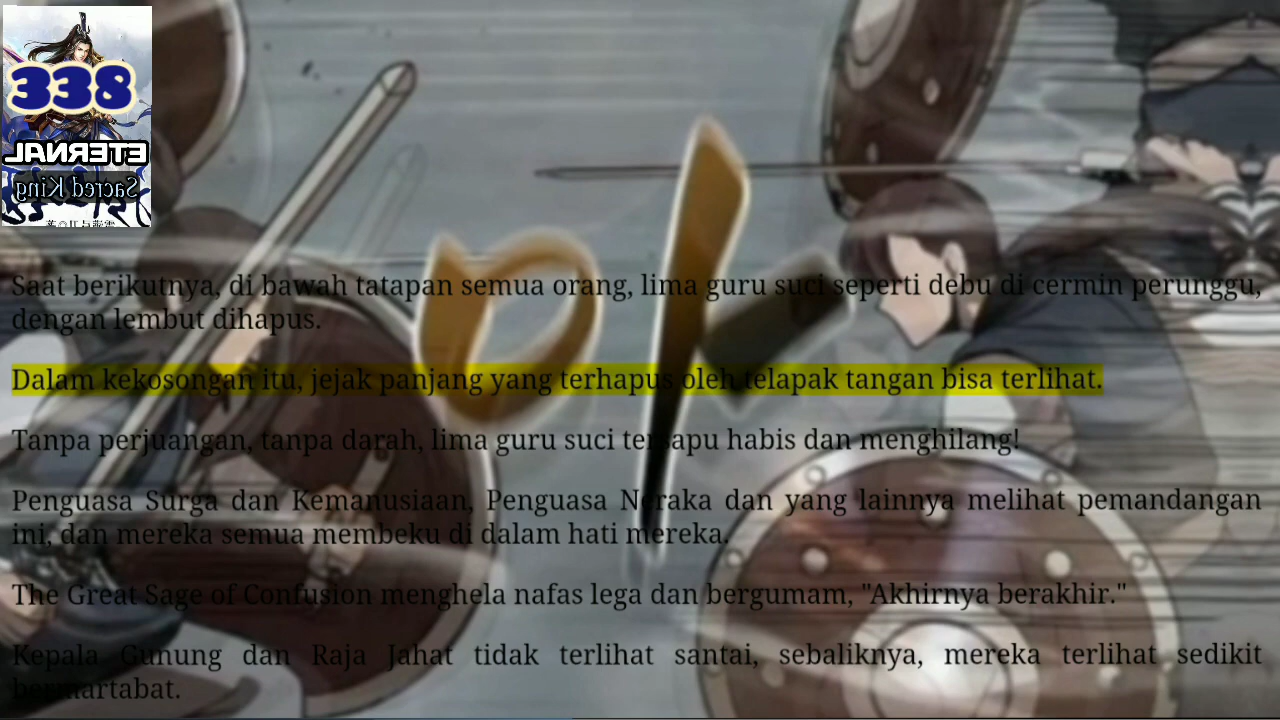 338
ETERNAL
Sacred King
Saat berikutnya, di bawah tatapan semua orang, lima guru suci seperti debu di cermin perunggu,
dengan lembut dihapus.
Dalam kekosongan itu, jejak panjang yang terhapus oleh telapak tangan bisa terlihat.
Tanpa perjuangan, tanpa darah, lima guru suci tersapu habis dan menghilang!
Penguasa Surga dan Kemanusiaan, Penguasa Neraka dan yang lainnya melihat pemandangan
ini, dan mereka semua membeku di dalam hati mereka.
The Great Sage of Confusion menghela nafas lega dan bergumam, "Akhirnya berakhir."
Kepala Gunung dan Raja Jahat tidak terlihat santai, sebaliknya, mereka terlihat sedikit
bermartabat.